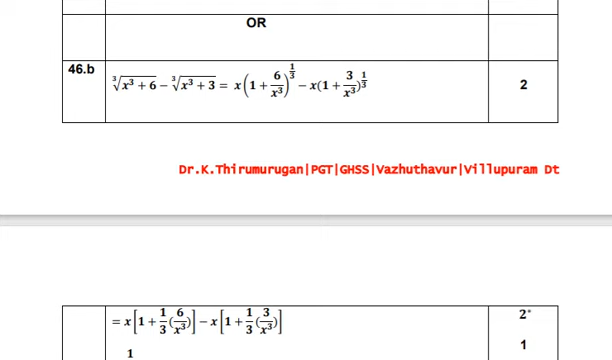 OR
46.b ∛(x³ + 6) − ∛(x³ + 3) = x(1 + 6/x³)^(1/3) − x(1 + 3/x³)^(1/3) 2
Dr.K.Thirumurugan|PGT|GHSS|Vazhuthavur|Villupuram Dt
= x[1 + 1/3(6/x³)] − x[1 + 1/3(3/x³)] 2*
1
1